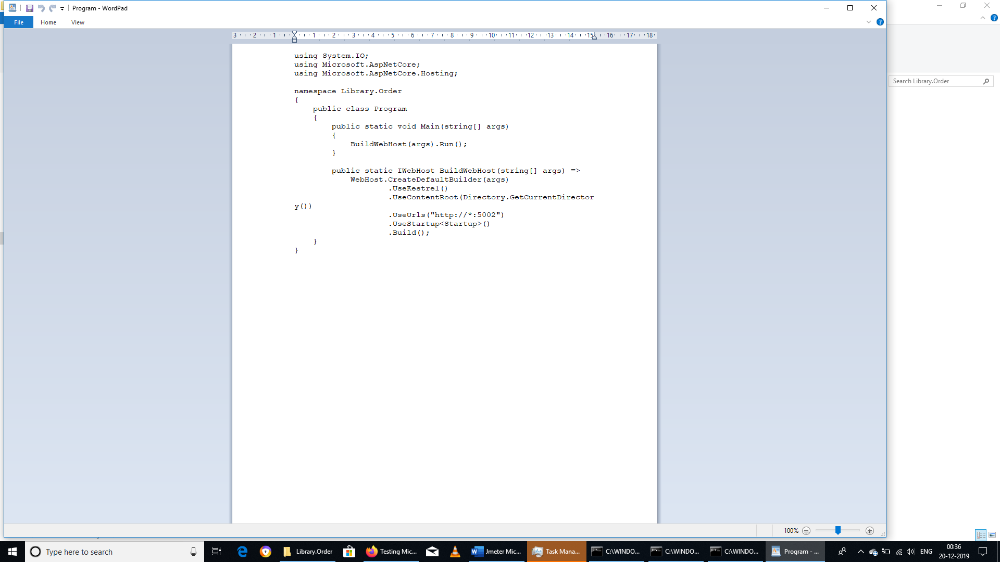 Program - WordPad
File Home View
3 2 1 1 2 3 4 5 6 7 8 9 10 11 12 13 14 15 16 17 18
using System.IO;
using Microsoft.AspNetCore;
using Microsoft.AspNetCore.Hosting;
Search Library.Order
namespace Library.Order
{
public class Program
{
public static void Main(string[] args)
{
BuildWebHost(args).Run();
}
public static IWebHost BuildWebHost(string[] args) =>
WebHost.CreateDefaultBuilder(args)
.UseKestrel()
.UseContentRoot(Directory.GetCurrentDirector
y())
.UseUrls("http://*:5002")
.UseStartup<Startup>()
.Build();
}
}
100%
Type here to search
Library.Order
Testing Mic...
Jmeter Mic...
Task Mana...
C:\WINDO...
C:\WINDO...
C:\WINDO...
Program - ...
ENG
00:36
20-12-2019